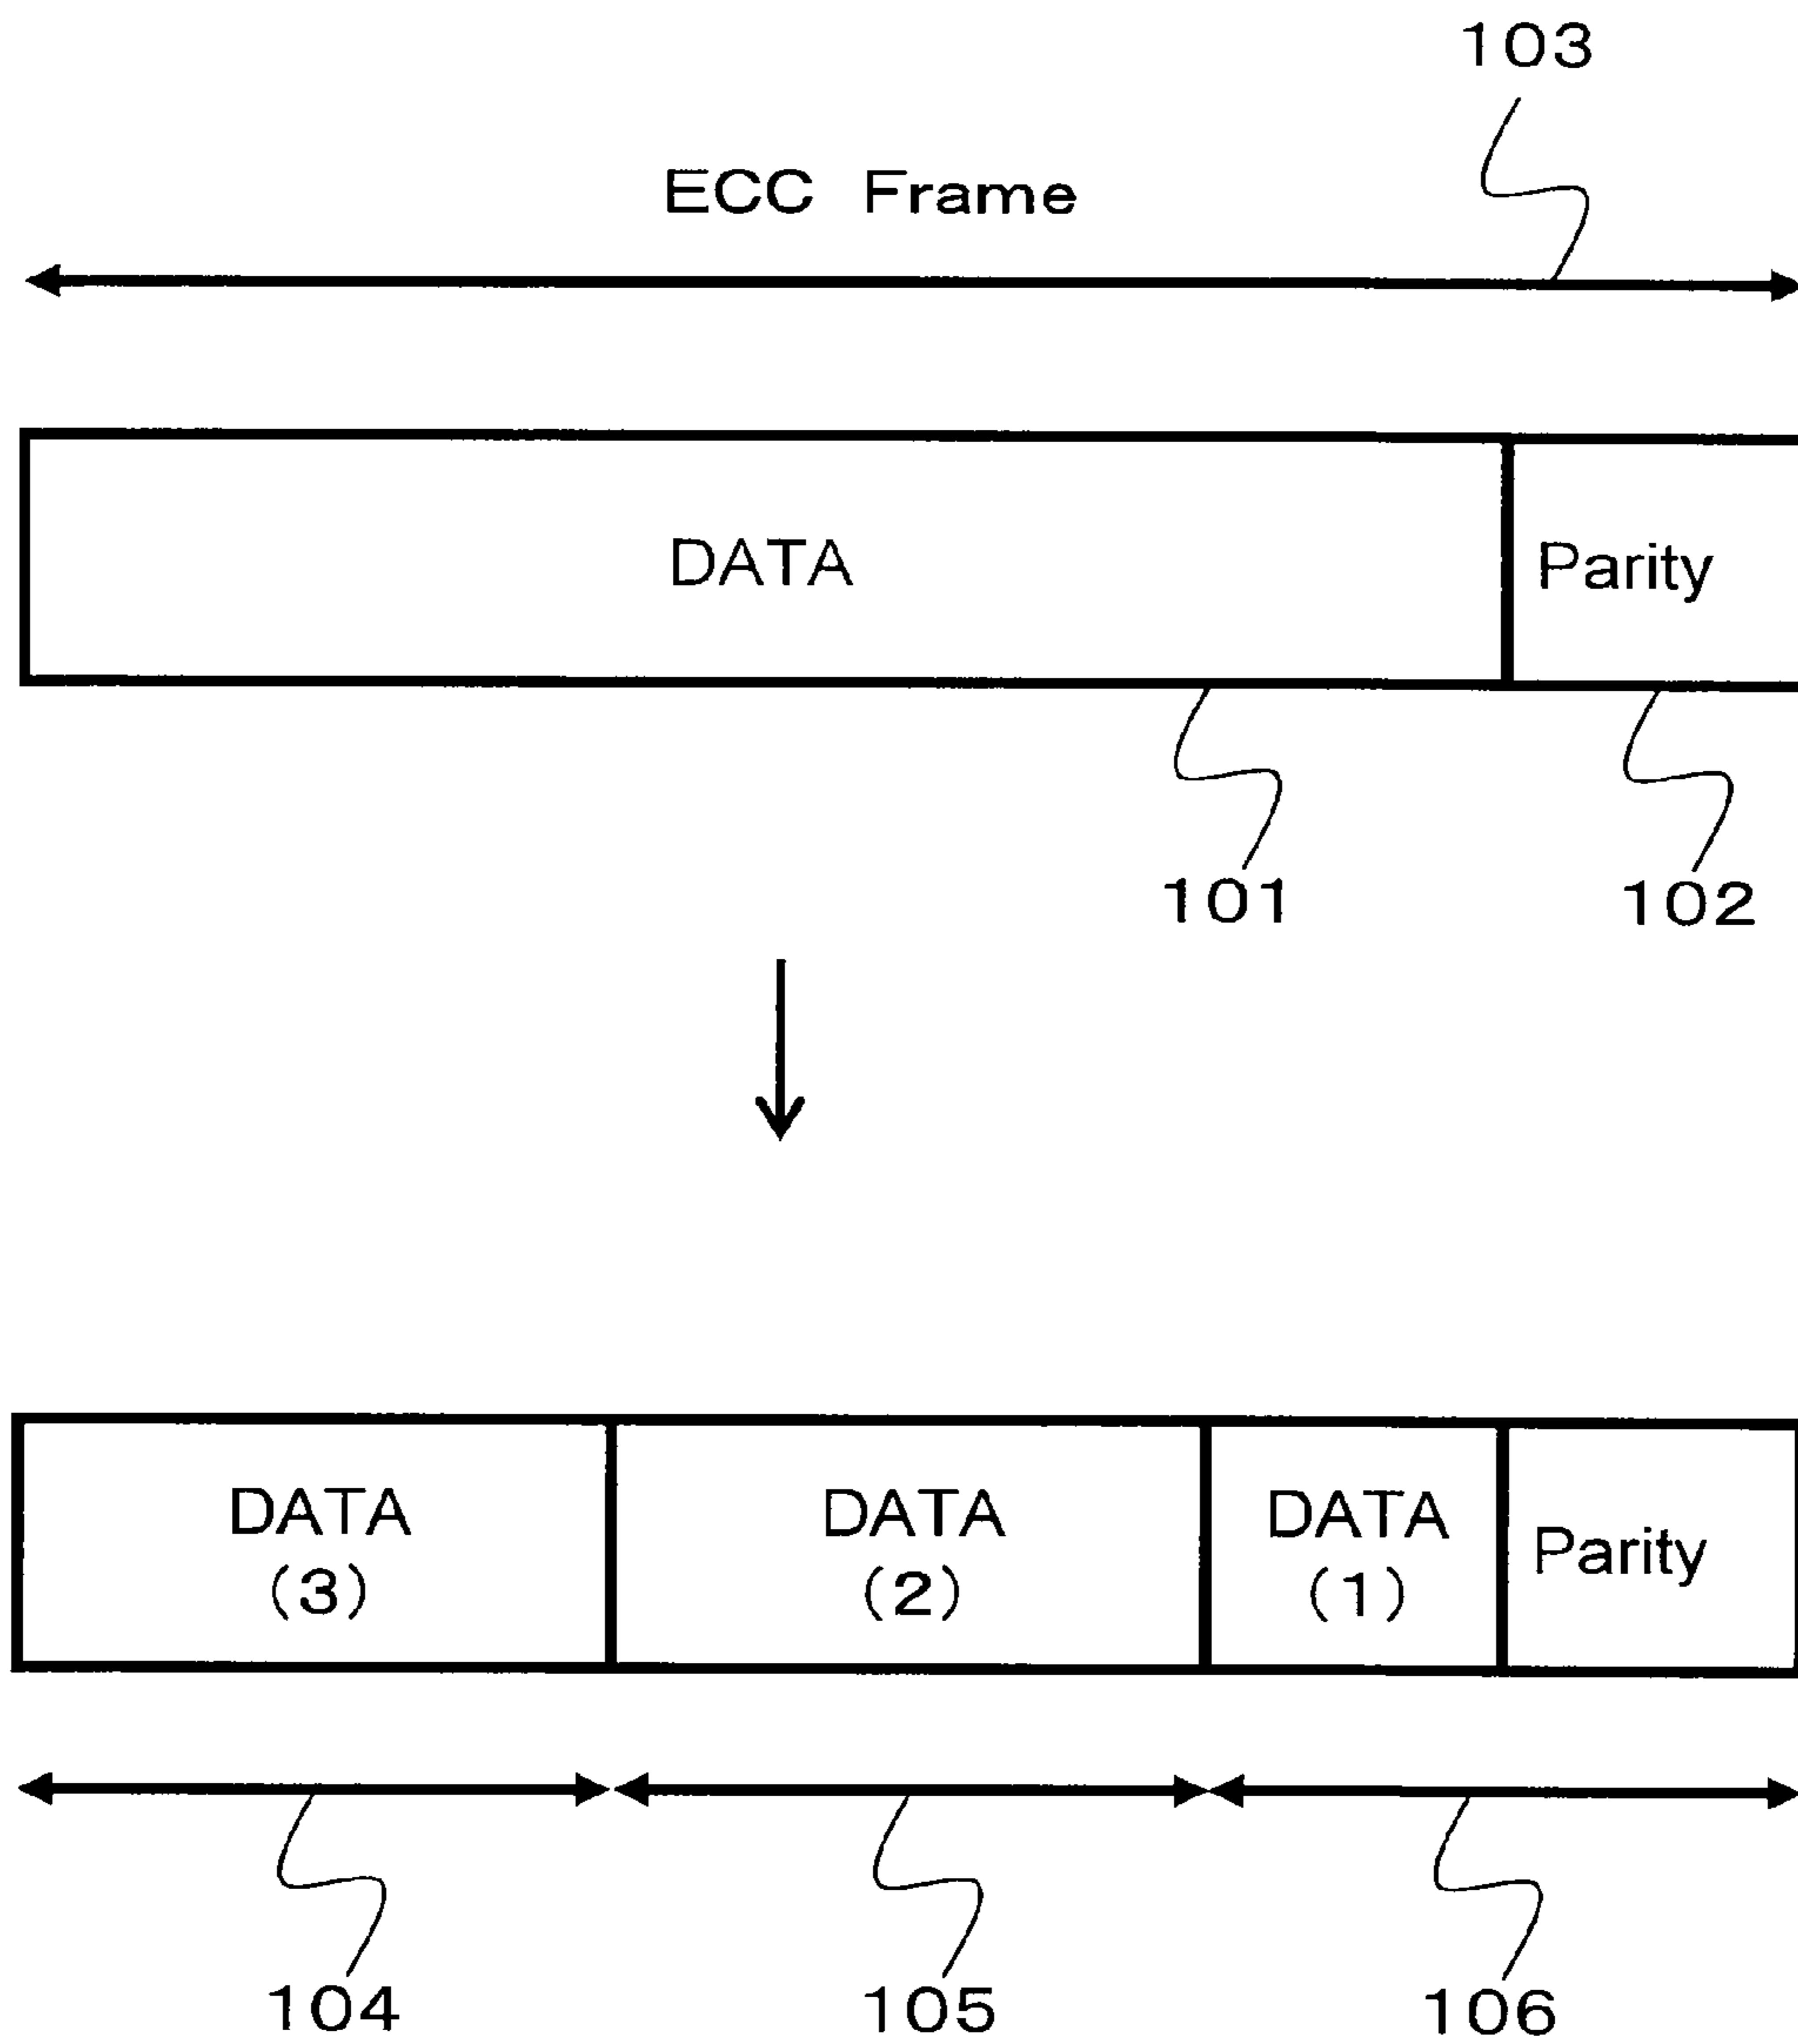 103
ECC Frame
DATA Parity
101 102
DATA DATA DATA Parity
(3) (2) (1)
104 105 106